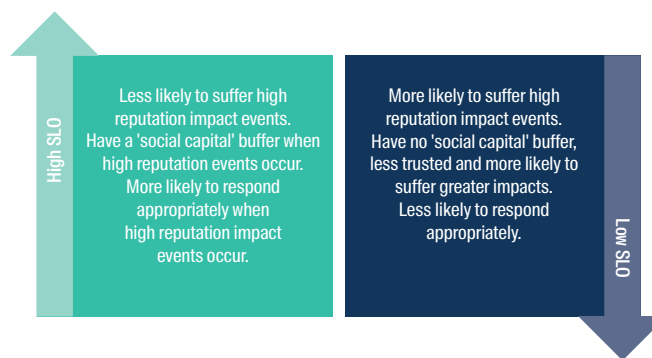 High SLO
Less likely to suffer high
reputation impact events.
Have a 'social capital' buffer when
high reputation events occur.
More likely to respond
appropriately when
high reputation impact
events occur.
More likely to suffer high
reputation impact events.
Have no 'social capital' buffer,
less trusted and more likely to
suffer greater impacts.
Less likely to respond
appropriately.
Low SLO